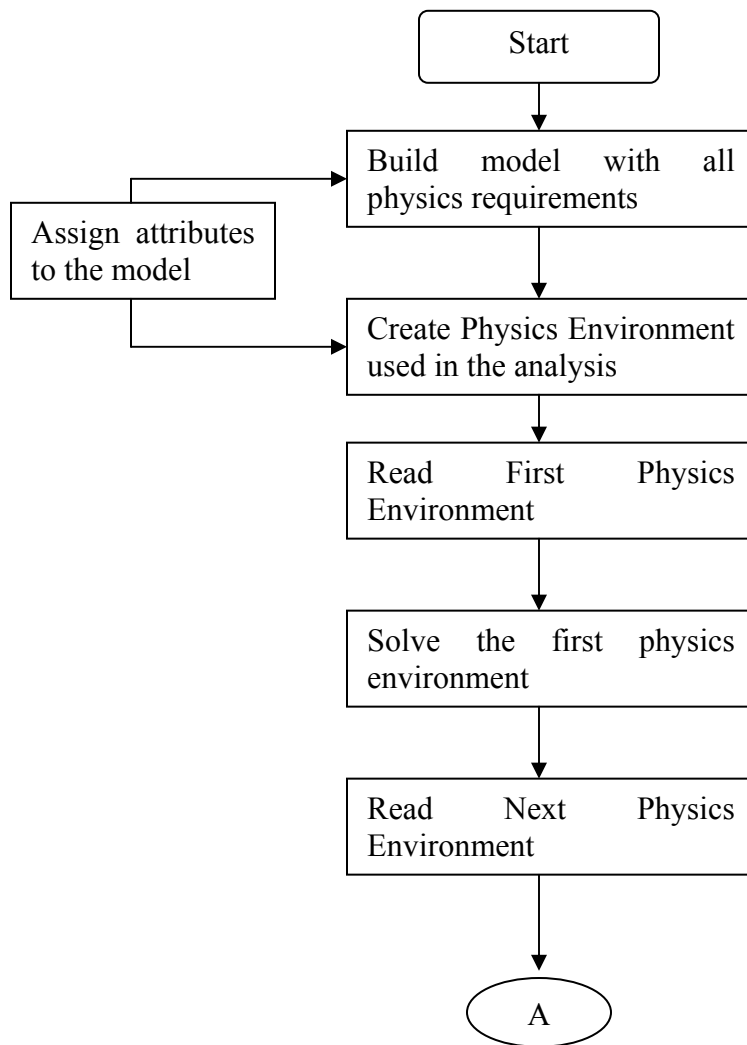 Start
Build model with all
physics requirements
Assign attributes
to the model
Create Physics Environment
used in the analysis
Read First Physics
Environment
Solve the first physics
environment
Read Next Physics
Environment
A